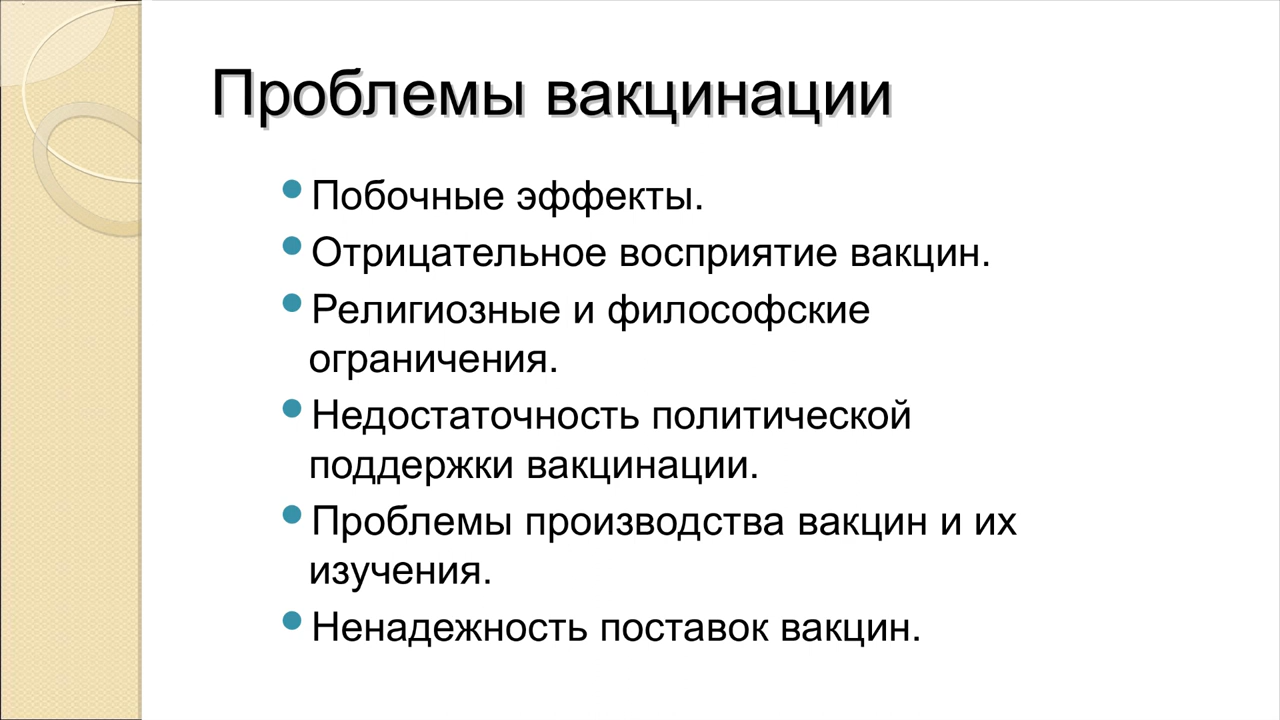 Проблемы вакцинации
Побочные эффекты.
Отрицательное восприятие вакцин.
Религиозные и философские
ограничения.
Недостаточность политической
поддержки вакцинации.
Проблемы производства вакцин и их
изучения.
Ненадежность поставок вакцин.